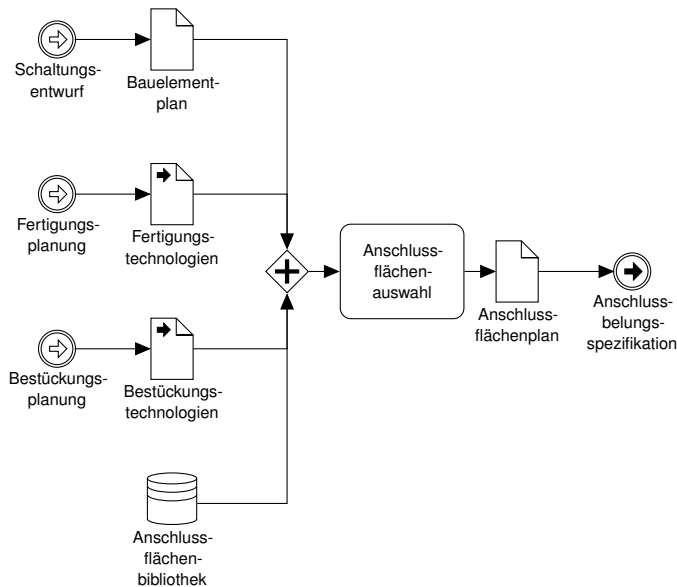 Schaltungs-
entwurf
Bauelement-
plan
Fertigungs-
planung
Fertigungs-
technologien
Anschluss-
flächen-
auswahl
Anschluss-
flächenplan
Anschluss-
belungs-
spezifikation
Bestückungs-
planung
Bestückungs-
technologien
Anschluss-
flächen-
bibliothek